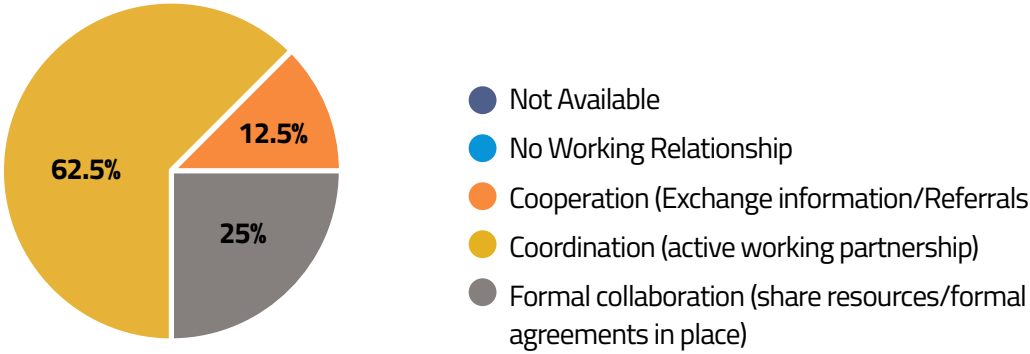 12.5%
62.5%
25%
Not Available
No Working Relationship
Cooperation (Exchange information/Referrals
Coordination (active working partnership)
Formal collaboration (share resources/formal
agreements in place)